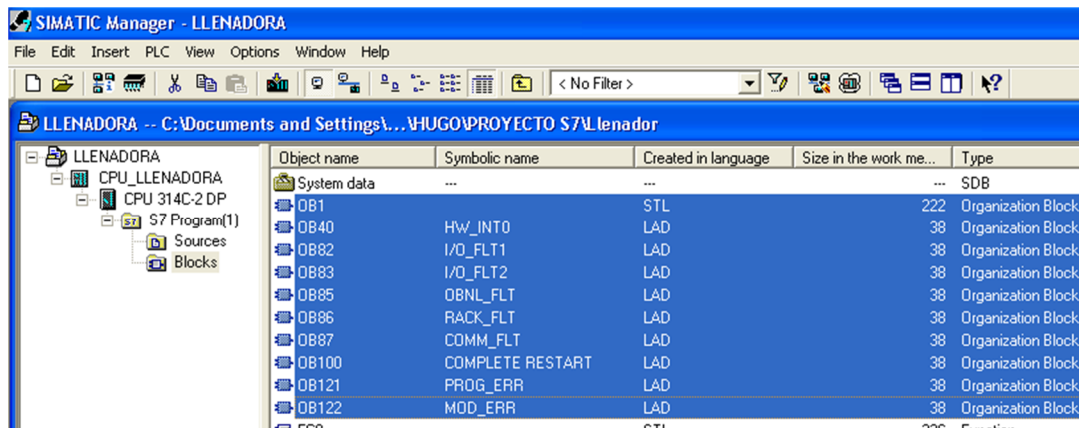 SIMATIC Manager - LLENADORA
File Edit Insert PLC View Options Window Help
< No Filter >
LLENADORA -- C:\Documents and Settings\...\HUGO\PROYECTO S7\Llenador
LLENADORA
CPU_LLENADORA
CPU 314C-2 DP
S7 Program(1)
Sources
Blocks
Object name Symbolic name Created in language Size in the work me... Type
System data --- --- --- SDB
OB1 STL 222 Organization Block
OB40 HW_INT0 LAD 38 Organization Block
OB82 I/O_FLT1 LAD 38 Organization Block
OB83 I/O_FLT2 LAD 38 Organization Block
OB85 OBNL_FLT LAD 38 Organization Block
OB86 RACK_FLT LAD 38 Organization Block
OB87 COMM_FLT LAD 38 Organization Block
OB100 COMPLETE RESTART LAD 38 Organization Block
OB121 PROG_ERR LAD 38 Organization Block
OB122 MOD_ERR LAD 38 Organization Block